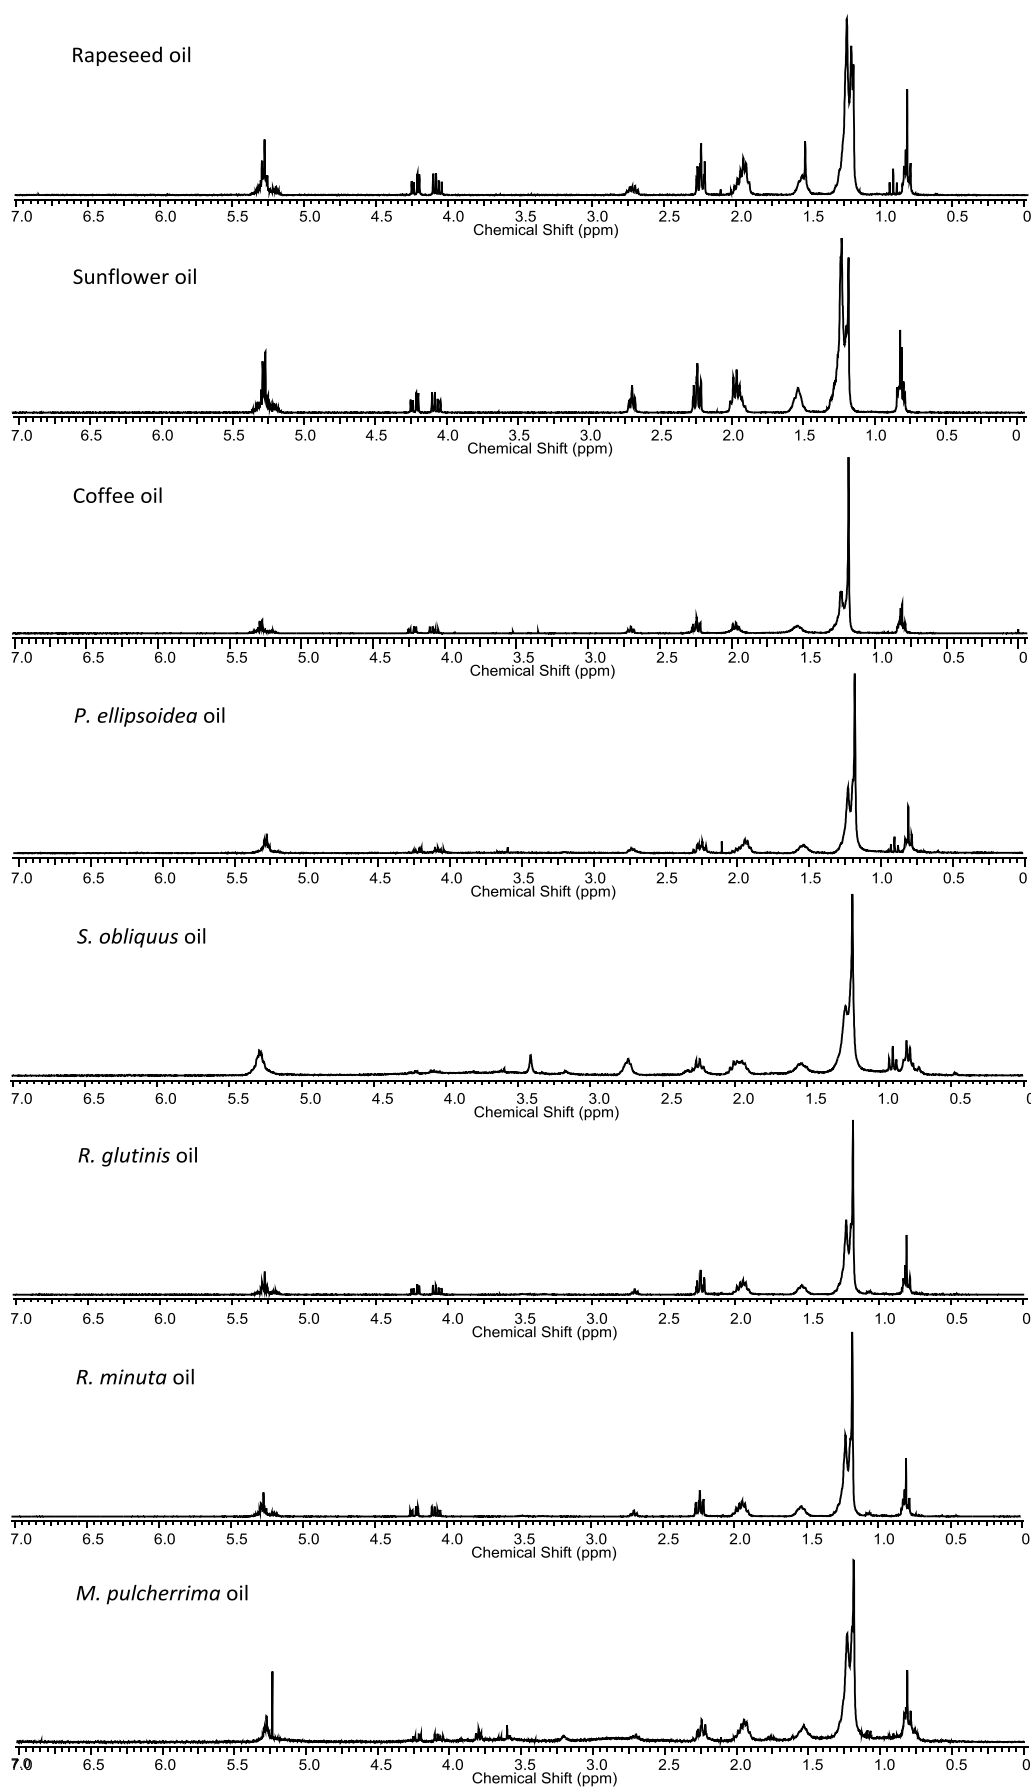 Rapeseed oil
7.0 6.5 6.0 5.5 5.0 4.5 4.0 3.5 3.0 2.5 2.0 1.5 1.0 0.5 0
Chemical Shift (ppm)
Sunflower oil
7.0 6.5 6.0 5.5 5.0 4.5 4.0 3.5 3.0 2.5 2.0 1.5 1.0 0.5 0
Chemical Shift (ppm)
Coffee oil
7.0 6.5 6.0 5.5 5.0 4.5 4.0 3.5 3.0 2.5 2.0 1.5 1.0 0.5 0
Chemical Shift (ppm)
P. ellipsoidea oil
7.0 6.5 6.0 5.5 5.0 4.5 4.0 3.5 3.0 2.5 2.0 1.5 1.0 0.5 0
Chemical Shift (ppm)
S. obliquus oil
7.0 6.5 6.0 5.5 5.0 4.5 4.0 3.5 3.0 2.5 2.0 1.5 1.0 0.5 0
Chemical Shift (ppm)
R. glutinis oil
7.0 6.5 6.0 5.5 5.0 4.5 4.0 3.5 3.0 2.5 2.0 1.5 1.0 0.5 0
Chemical Shift (ppm)
R. minuta oil
7.0 6.5 6.0 5.5 5.0 4.5 4.0 3.5 3.0 2.5 2.0 1.5 1.0 0.5 0
Chemical Shift (ppm)
M. pulcherrima oil
7.0 6.5 6.0 5.5 5.0 4.5 4.0 3.5 3.0 2.5 2.0 1.5 1.0 0.5 0
Chemical Shift (ppm)